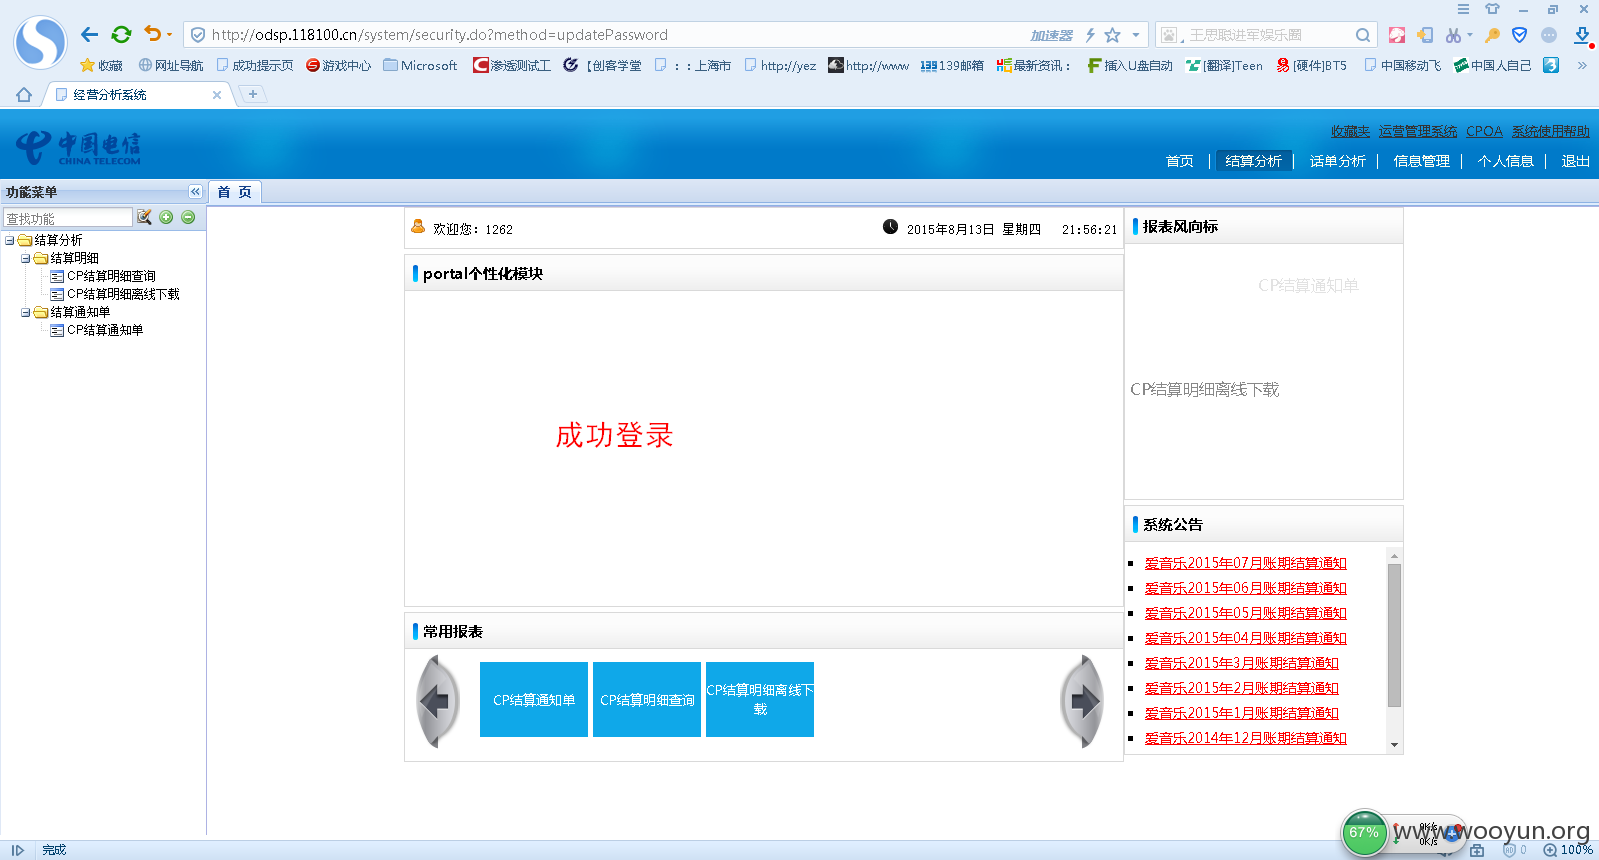 http://odsp.118100.cn/system/security.do?method=updatePassword
加速器
王思聪进军娱乐圈
收藏 网址导航 成功提示页 游戏中心 Microsoft 渗透测试工 【创客学堂 ：：上海市 http://yez http://www 139邮箱 最新资讯： 插入U盘自动 [翻译]Teen [硬件]BT5 中国移动飞 中国人自己
经营分析系统
中国电信
CHINA TELECOM
收藏夹 运营管理系统 CPOA 系统使用帮助
首页 结算分析 话单分析 信息管理 个人信息 退出
功能菜单
首 页
查找功能
结算分析
结算明细
CP结算明细查询
CP结算明细离线下载
结算通知单
CP结算通知单
欢迎您：1262
2015年8月13日 星期四 21:56:21
portal个性化模块
成功登录
常用报表
CP结算通知单
CP结算明细查询
CP结算明细离线下
载
报表风向标
CP结算通知单
CP结算明细离线下载
系统公告
爱音乐2015年07月账期结算通知
爱音乐2015年06月账期结算通知
爱音乐2015年05月账期结算通知
爱音乐2015年04月账期结算通知
爱音乐2015年3月账期结算通知
爱音乐2015年2月账期结算通知
爱音乐2015年1月账期结算通知
爱音乐2014年12月账期结算通知
67%
0K/s
0K/s
www.wooyun.org
完成
0
100%